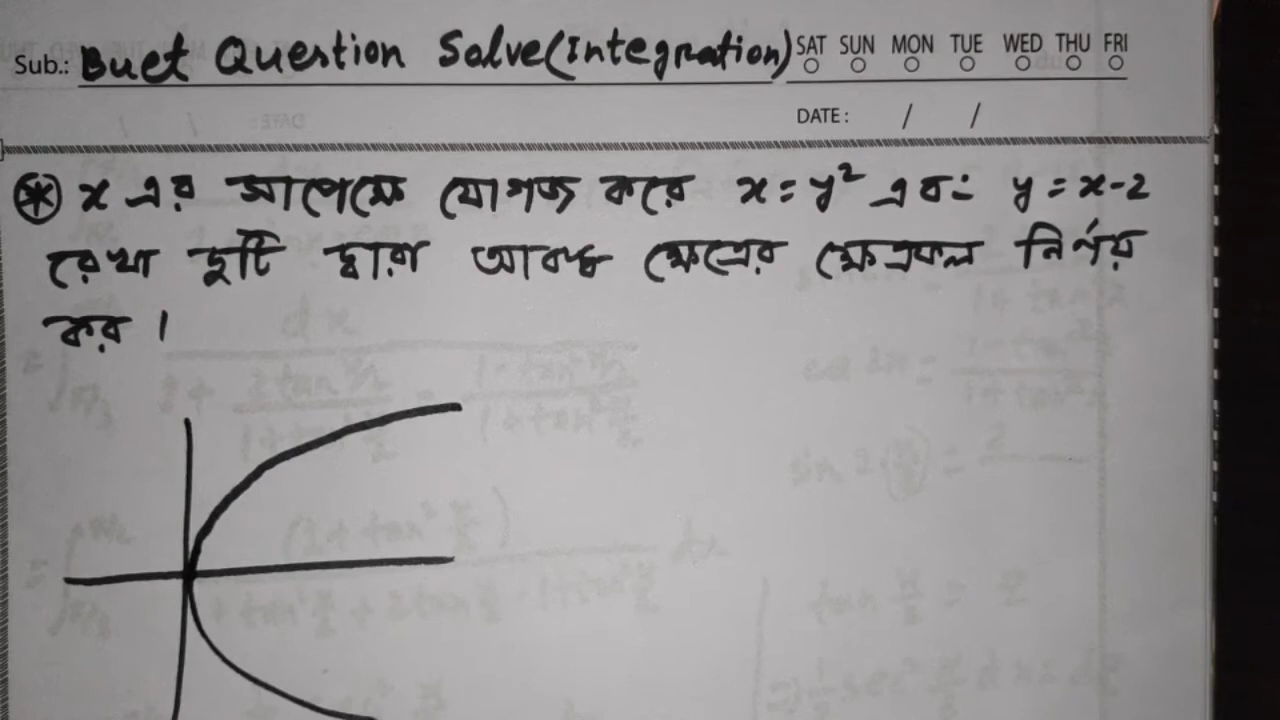 Sub.: Buet Question Solve(Integration) SAT SUN MON TUE WED THU FRI
DATE: / /
* x এর সাপেক্ষে যোগজ করে x = y² এবং y = x-2
রেখা দুটি দ্বারা আবদ্ধ ক্ষেত্রের ক্ষেত্রফল নির্ণয়
কর ।